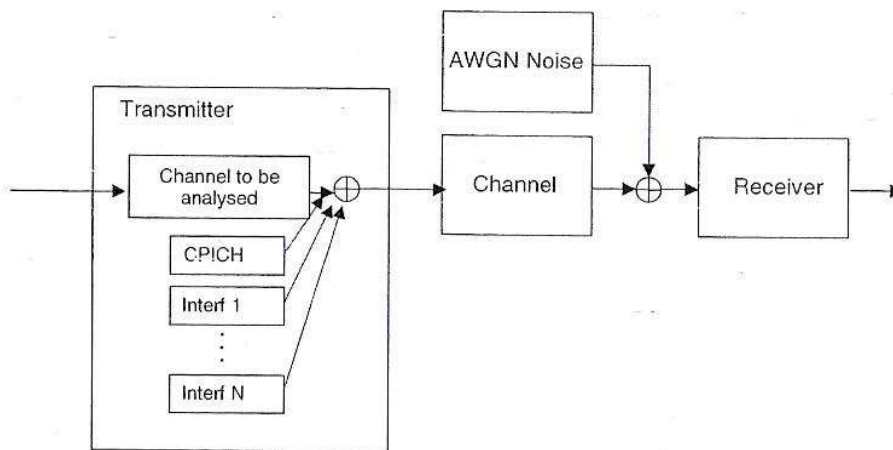 AWGN Noise
Transmitter
Channel to be
analysed
Channel
Receiver
CPICH
Interf 1
Interf N